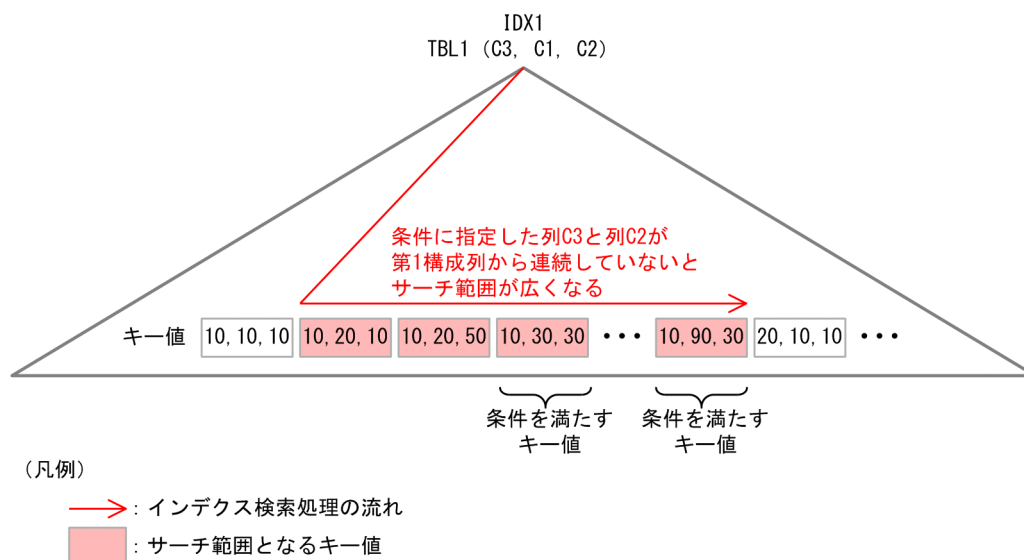 IDX1
TBL1（C3, C1, C2）
条件に指定した列C3と列C2が
第1構成列から連続していないと
サーチ範囲が広くなる
キー値 10,10,10 10,20,10 10,20,50 10,30,30 ・・・ 10,90,30 20,10,10 ・・・
条件を満たす 条件を満たす
キー値 キー値
（凡例）
：インデクス検索処理の流れ
：サーチ範囲となるキー値